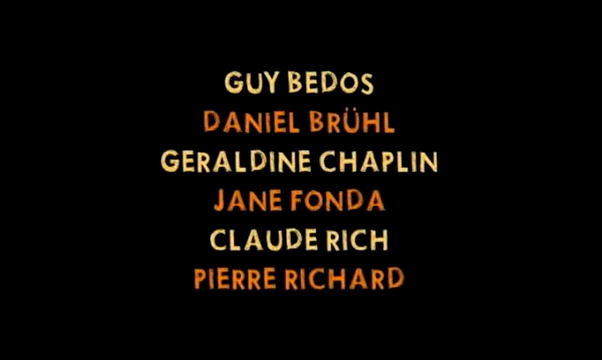 GUY BEDOS
DANIEL BRÜHL
GERALDINE CHAPLIN
JANE FONDA
CLAUDE RICH
PIERRE RICHARD